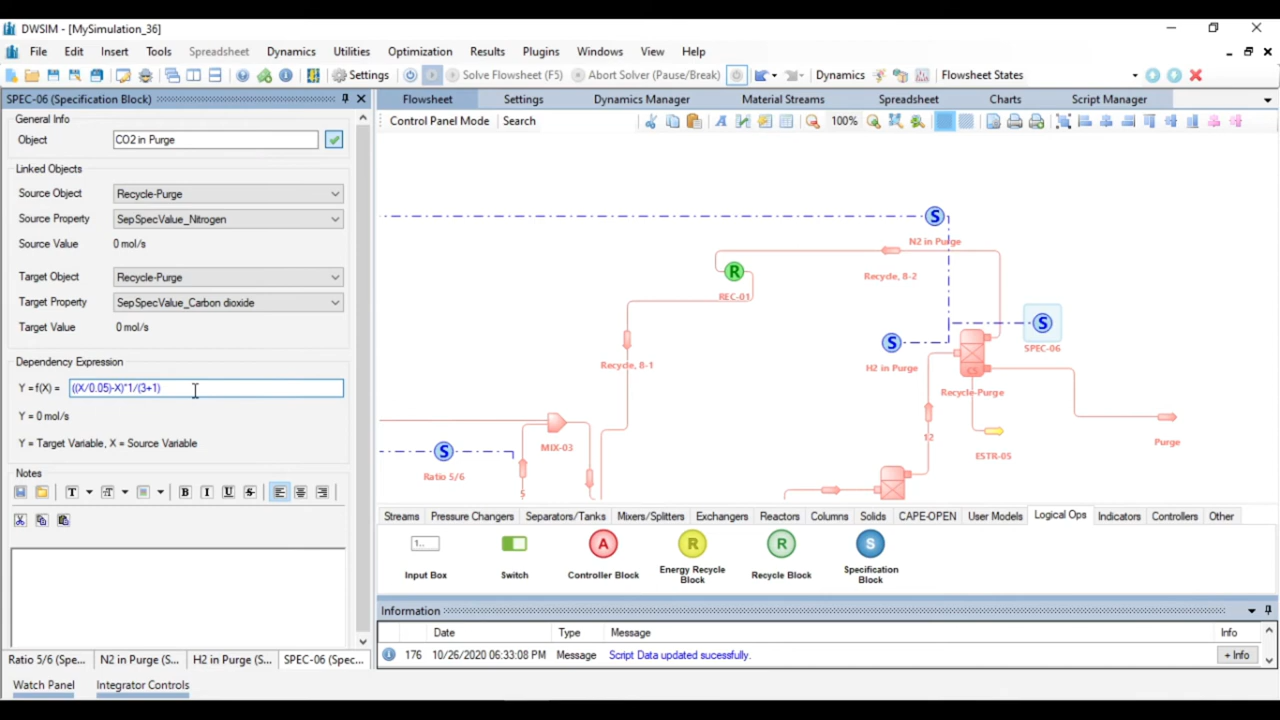 DWSIM - [MySimulation_36]
File Edit Insert Tools Spreadsheet Dynamics Utilities Optimization Results Plugins Windows View Help
Settings Solve Flowsheet (F5) Abort Solver (Pause/Break) Dynamics Flowsheet States
SPEC-06 (Specification Block)
Flowsheet Settings Dynamics Manager Material Streams Spreadsheet Charts Script Manager
General Info
Control Panel Mode Search 100%
Object CO2 in Purge
Linked Objects
Source Object Recycle-Purge
Source Property SepSpecValue_Nitrogen
Source Value 0 mol/s
Target Object Recycle-Purge
Target Property SepSpecValue_Carbon dioxide
Target Value 0 mol/s
Dependency Expression
Y = f(X) = ((X/0.05)-X)*1/(3+1)
Y = 0 mol/s
Y = Target Variable, X = Source Variable
Notes
S
N2 in Purge
R
REC-01
Recycle, 8-2
S
SPEC-06
S
H2 in Purge
Recycle, 8-1
CS
Recycle-Purge
12
Purge
ESTR-05
MIX-03
S
Ratio 5/6
5
T B I U S
Streams Pressure Changers Separators/Tanks Mixers/Splitters Exchangers Reactors Columns Solids CAPE-OPEN User Models Logical Ops Indicators Controllers Other
1.. A R R S
Input Box Switch Controller Block Energy Recycle Block Recycle Block Specification Block
Information
Date Type Message Info
176 10/26/2020 06:33:08 PM Message Script Data updated sucessfully. + Info
Ratio 5/6 (Spe... N2 in Purge (S... H2 in Purge (S... SPEC-06 (Spec...
Watch Panel Integrator Controls